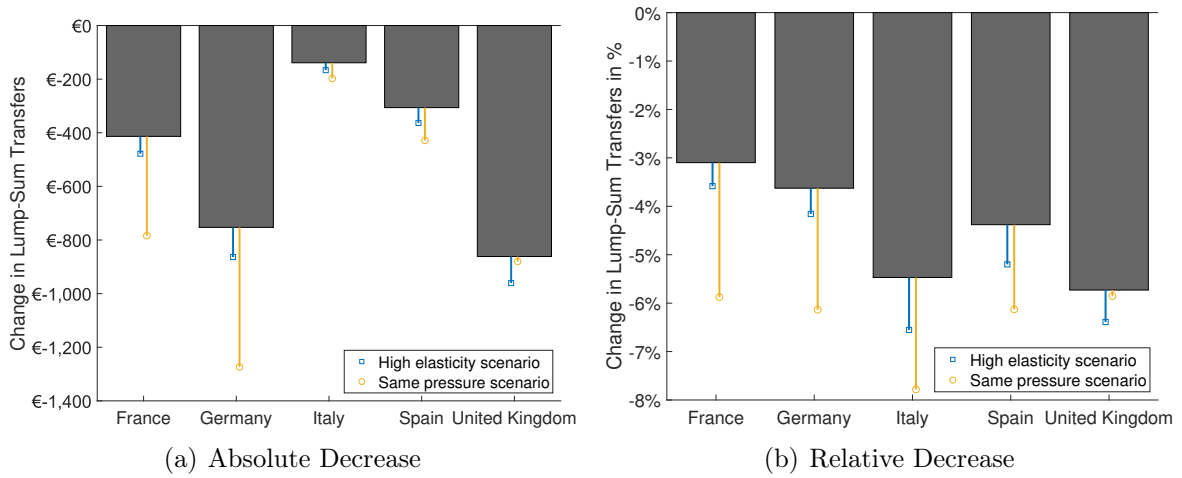 Change in Lump-Sum Transfers
€0
€-200
€-400
€-600
€-800
€-1,000
€-1,200
€-1,400
High elasticity scenario
Same pressure scenario
France Germany Italy Spain United Kingdom
(a) Absolute Decrease
Change in Lump-Sum Transfers in %
0%
-1%
-2%
-3%
-4%
-5%
-6%
-7%
-8%
High elasticity scenario
Same pressure scenario
France Germany Italy Spain United Kingdom
(b) Relative Decrease